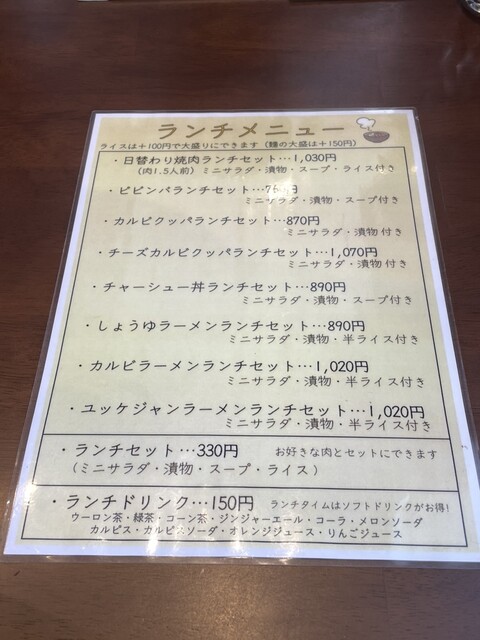 ランチメニュー
ライスは+100円で大盛りにできます(麺の大盛は+150円)
・日替わり焼肉ランチセット…1,030円
(肉1.5人前) ミニサラダ・漬物・スープ・ライス付き
・ビビンバランチセット…
ミニサラダ・漬物・スープ付き
・カルビクッパランチセット…870円
ミニサラダ・漬物付き
・チーズカルビクッパランチセット…1,070円
ミニサラダ・漬物付き
・チャーシュー丼ランチセット…890円
ミニサラダ・漬物・スープ付き
・しょうゆラーメンランチセット…890円
ミニサラダ・漬物・半ライス付き
・カルビラーメンランチセット…1,020円
ミニサラダ・漬物・半ライス付き
・ユッケジャンラーメンランチセット…1,020円
ミニサラダ・漬物・半ライス付き
・ランチセット…330円 お好きな肉とセットにできます
(ミニサラダ・漬物・スープ・ライス)
・ランチドリンク…150円 ランチタイムはソフトドリンクがお得!
ウーロン茶・緑茶・コーン茶・ジンジャーエール・コーラ・メロンソーダ
カルピス・カルピスソーダ・オレンジジュース・りんごジュース